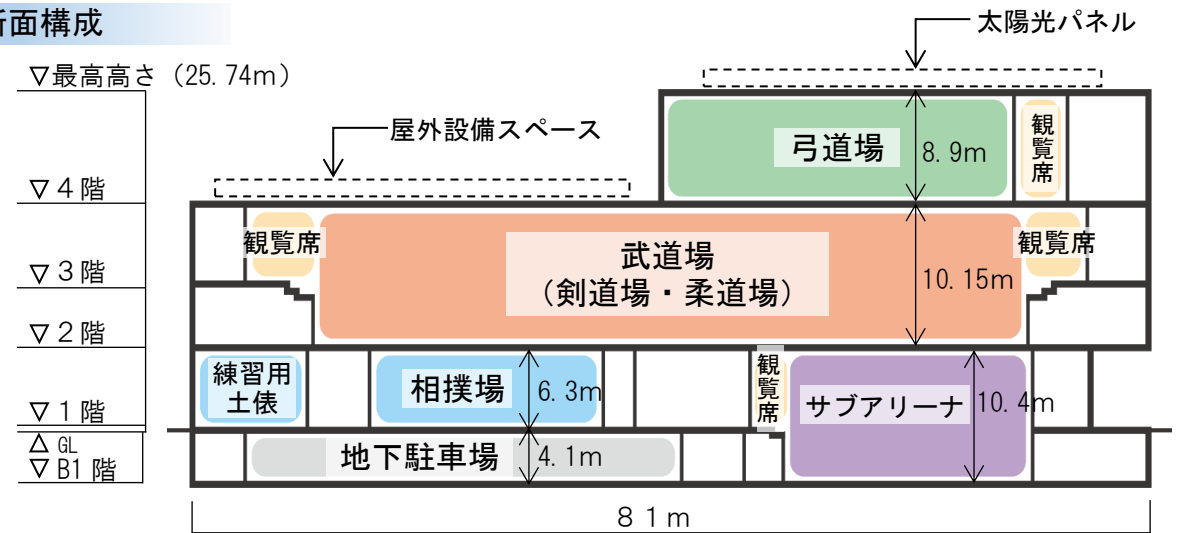 断面構成
太陽光パネル
▽最高高さ（25.74m）
屋外設備スペース
弓道場
8.9m
観覧席
▽４階
観覧席
武道場
（剣道場・柔道場）
観覧席
10.15m
▽３階
▽２階
練習用
土俵
相撲場
6.3m
観覧席
サブアリーナ
10.4m
▽１階
△ GL
▽B1 階
地下駐車場
4.1m
８１ｍ